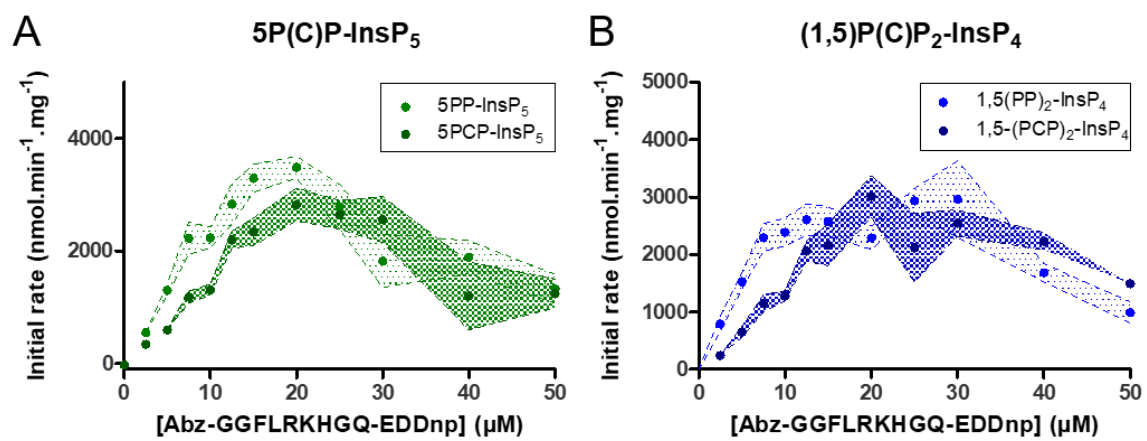 A
5P(C)P-InsP₅
Initial rate (nmol.min⁻¹.mg⁻¹)
4000
2000
0
5PP-InsP₅
5PCP-InsP₅
0 10 20 30 40 50
[Abz-GGFLRKHGQ-EDDnp] (µM)
B
(1,5)P(C)P₂-InsP₄
Initial rate (nmol.min⁻¹.mg⁻¹)
5000
4000
3000
2000
1000
0
1,5(PP)₂-InsP₄
1,5-(PCP)₂-InsP₄
0 10 20 30 40 50
[Abz-GGFLRKHGQ-EDDnp] (µM)